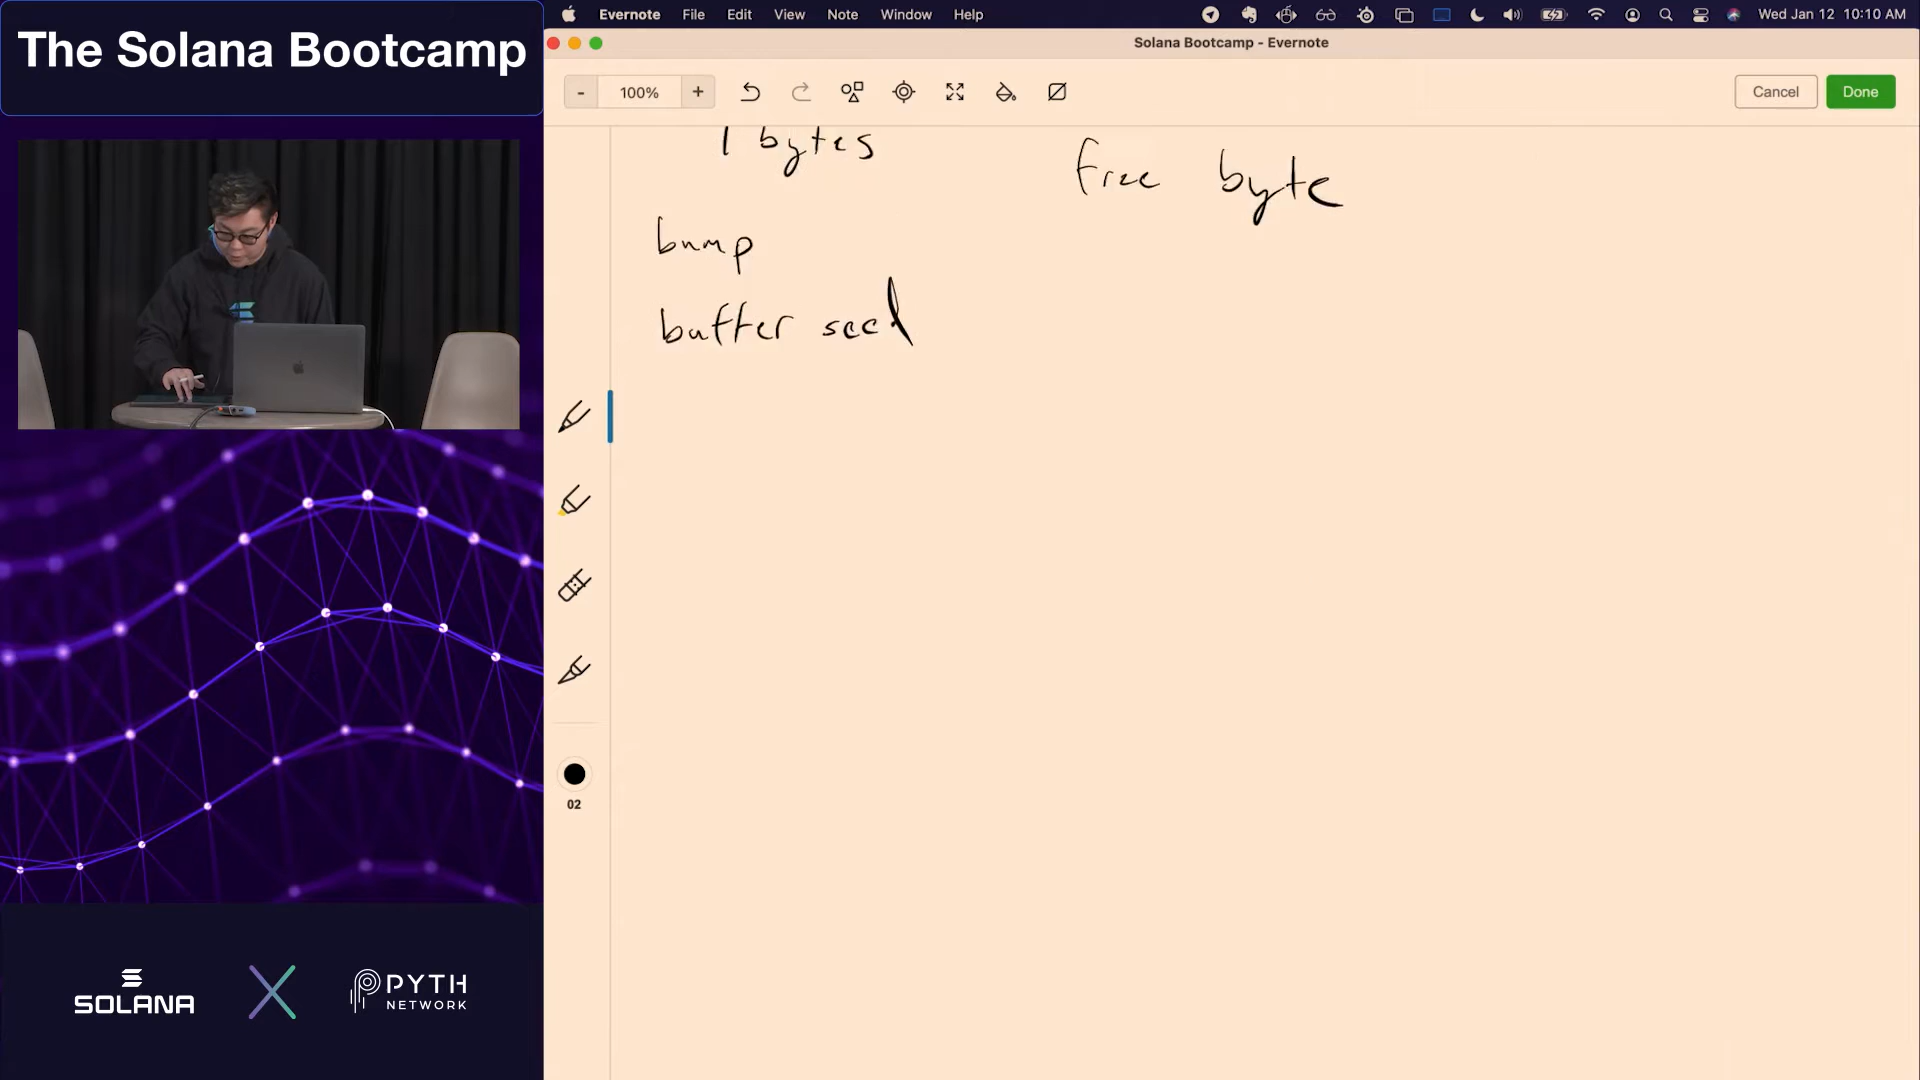 The Solana Bootcamp
Evernote File Edit View Note Window Help
Wed Jan 12 10:10 AM
Solana Bootcamp - Evernote
- 100% +
Cancel Done
1 bytes
free byte
bump
buffer seed
02
SOLANA
PYTH
NETWORK